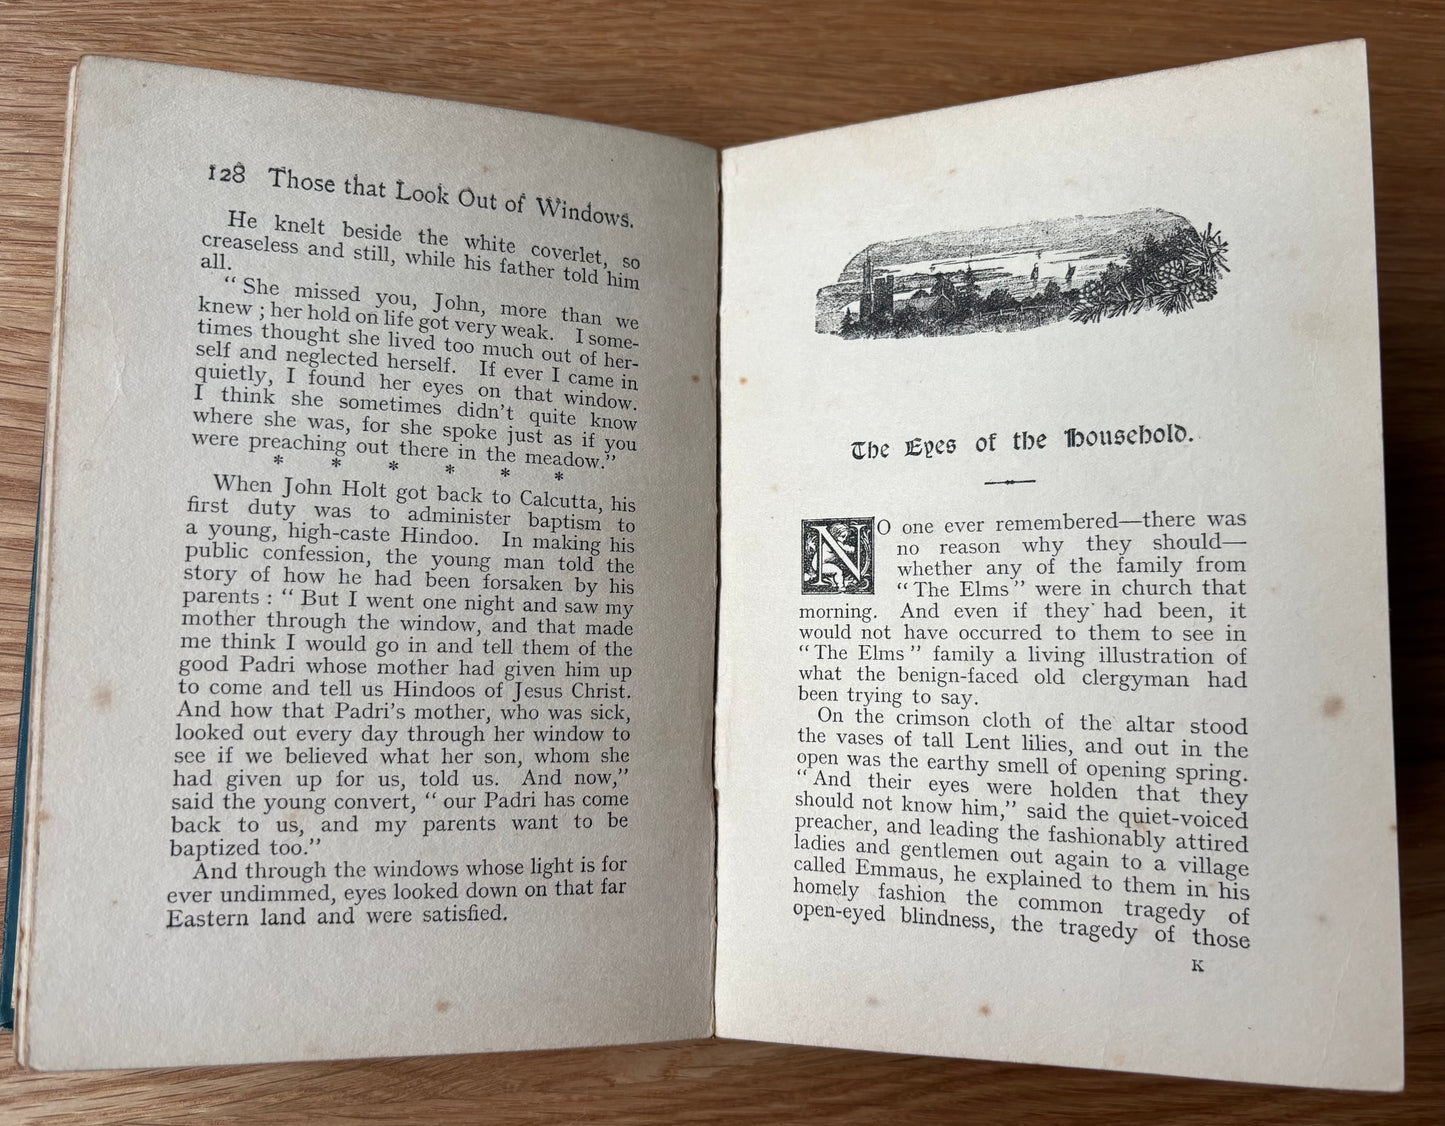 128 Those that Look Out of Windows.
He knelt beside the white coverlet, so
creaseless and still, while his father told him
all.
“ She missed you, John, more than we
knew ; her hold on life got very weak. I some-
times thought she lived too much out of her-
self and neglected herself. If ever I came in
quietly, I found her eyes on that window.
I think she sometimes didn’t quite know
where she was, for she spoke just as if you
were preaching out there in the meadow.”
* * * * * *
When John Holt got back to Calcutta, his
first duty was to administer baptism to
a young, high-caste Hindoo. In making his
public confession, the young man told the
story of how he had been forsaken by his
parents : “ But I went one night and saw my
mother through the window, and that made
me think I would go in and tell them of the
good Padri whose mother had given him up
to come and tell us Hindoos of Jesus Christ.
And how that Padri’s mother, who was sick,
looked out every day through her window to
see if we believed what her son, whom she
had given up for us, told us. And now,”
said the young convert, “ our Padri has come
back to us, and my parents want to be
baptized too.”
And through the windows whose light is for
ever undimmed, eyes looked down on that far
Eastern land and were satisfied.
The Eyes of the Household.
NO one ever remembered—there was
no reason why they should—
whether any of the family from
“ The Elms ” were in church that
morning. And even if they had been, it
would not have occurred to them to see in
“ The Elms ” family a living illustration of
what the benign-faced old clergyman had
been trying to say.
On the crimson cloth of the altar stood
the vases of tall Lent lilies, and out in the
open was the earthy smell of opening spring.
“ And their eyes were holden that they
should not know him,” said the quiet-voiced
preacher, and leading the fashionably attired
ladies and gentlemen out again to a village
called Emmaus, he explained to them in his
homely fashion the common tragedy of
open-eyed blindness, the tragedy of those
K